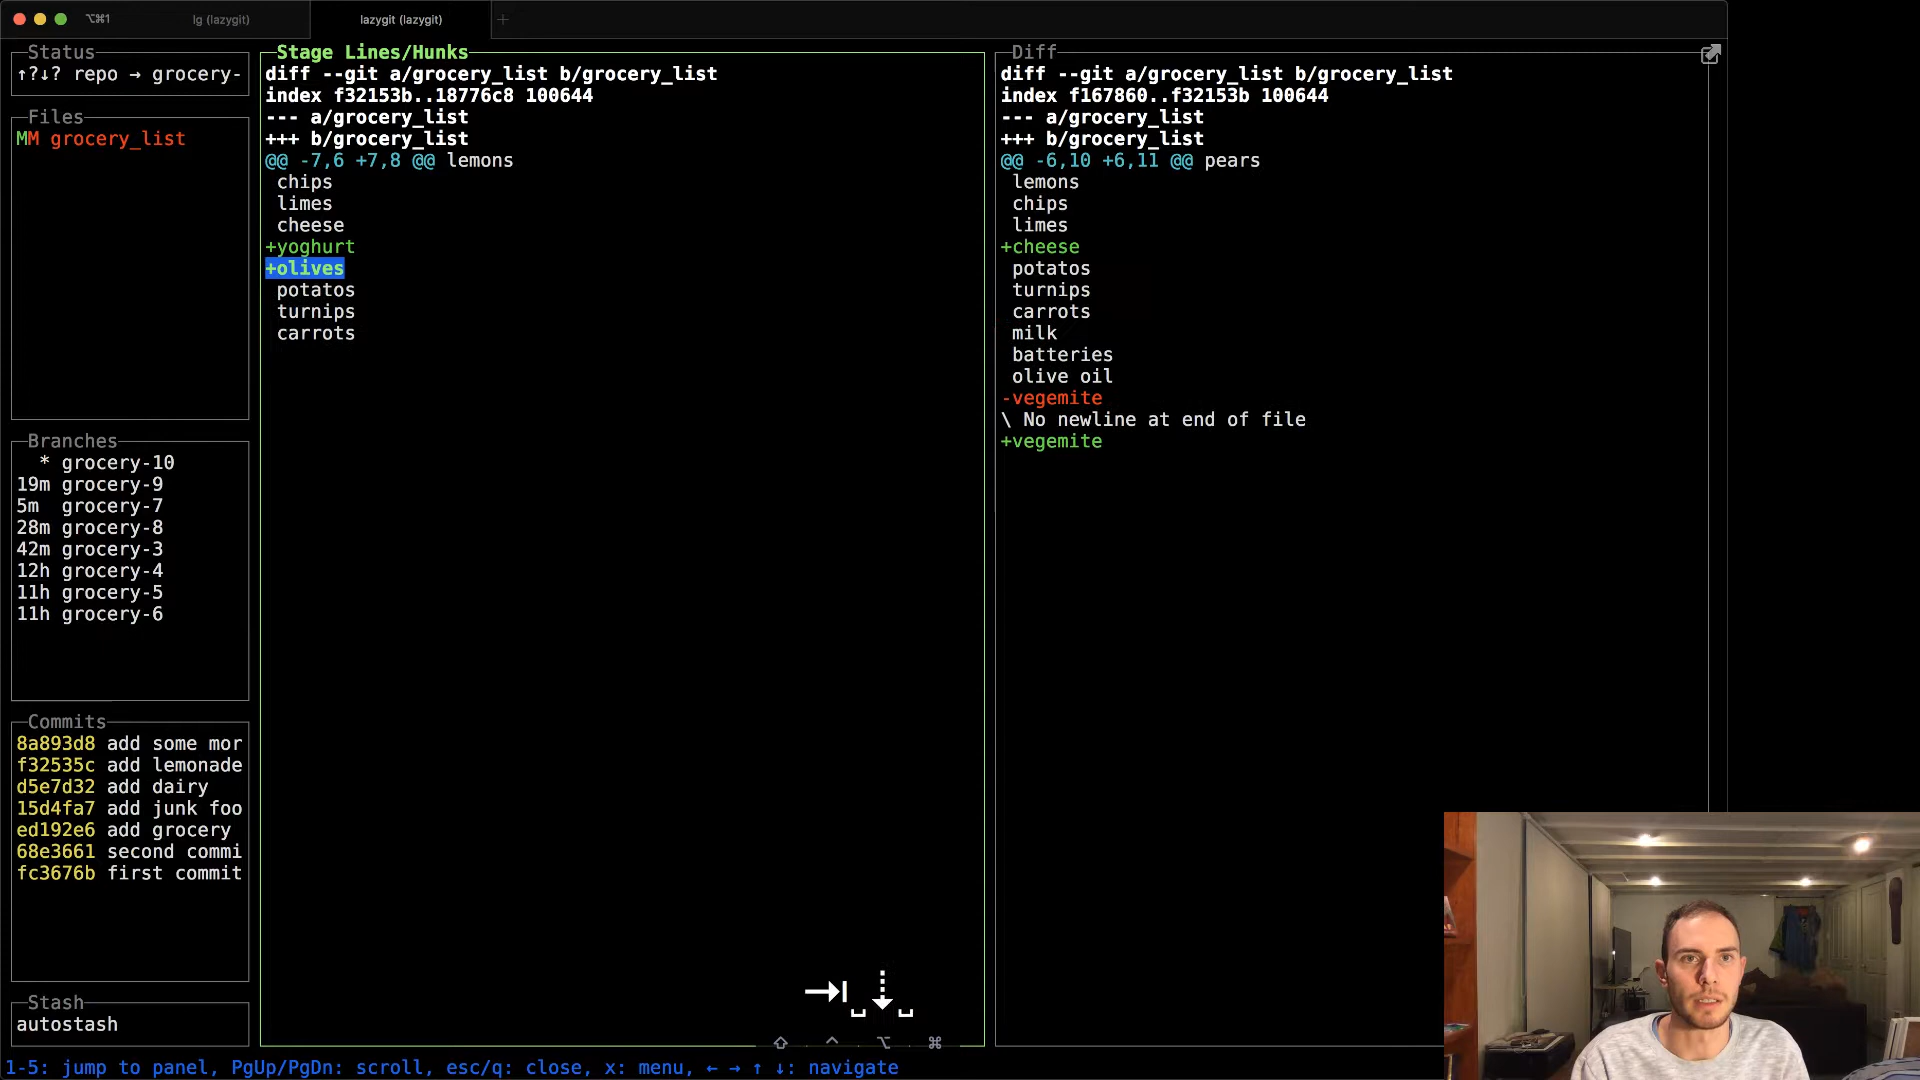 ⌥⌘1
lg (lazygit)
lazygit (lazygit)
+
Status
↑?↓? repo → grocery-
Files
MM grocery_list
Branches
* grocery-10
19m grocery-9
5m grocery-7
28m grocery-8
42m grocery-3
12h grocery-4
11h grocery-5
11h grocery-6
Commits
8a893d8 add some mor
f32535c add lemonade
d5e7d32 add dairy
15d4fa7 add junk foo
ed192e6 add grocery
68e3661 second commi
fc3676b first commit
Stash
autostash
Stage Lines/Hunks
diff --git a/grocery_list b/grocery_list
index f32153b..18776c8 100644
--- a/grocery_list
+++ b/grocery_list
@@ -7,6 +7,8 @@ lemons
chips
limes
cheese
+yoghurt
+olives
potatos
turnips
carrots
Diff
diff --git a/grocery_list b/grocery_list
index f167860..f32153b 100644
--- a/grocery_list
+++ b/grocery_list
@@ -6,10 +6,11 @@ pears
lemons
chips
limes
+cheese
potatos
turnips
carrots
milk
batteries
olive oil
-vegemite
\ No newline at end of file
+vegemite
→| ␣ ⇣ ␣
⇧ ^ ⌥ ⌘
1-5: jump to panel, PgUp/PgDn: scroll, esc/q: close, x: menu, ← → ↑ ↓: navigate